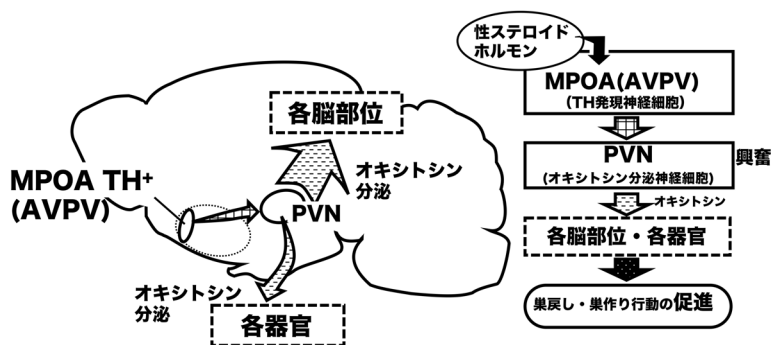 各脳部位
オキシトシン
分泌
MPOA TH+
(AVPV)
PVN
オキシトシン
分泌
各器官
性ステロイド
ホルモン
MPOA(AVPV)
(TH発現神経細胞)
PVN
(オキシトシン分泌神経細胞)
興奮
オキシトシン
各脳部位・各器官
巣戻し・巣作り行動の促進